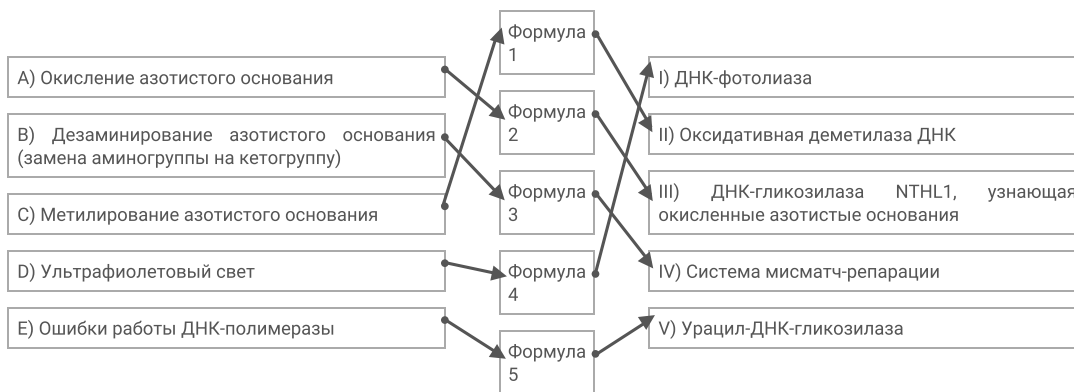 А) Окисление азотистого основания
В) Дезаминирование азотистого основания
(замена аминогруппы на кетогруппу)
С) Метилирование азотистого основания
D) Ультрафиолетовый свет
Е) Ошибки работы ДНК-полимеразы
Формула
1
Формула
2
Формула
3
Формула
4
Формула
5
I) ДНК-фотолиаза
II) Оксидативная деметилаза ДНК
III) ДНК-гликозилаза NTHL1, узнающая
окисленные азотистые основания
IV) Система мисматч-репарации
V) Урацил-ДНК-гликозилаза